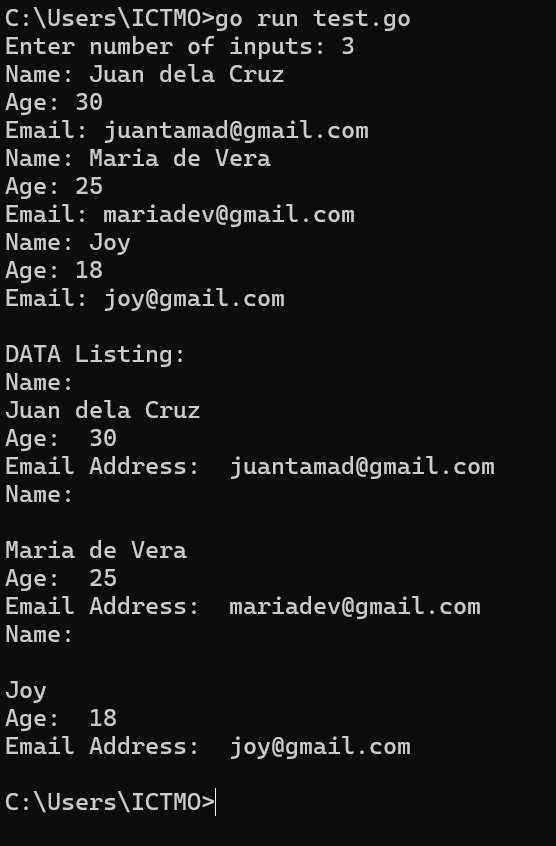 C:\Users\ICTMO>go run test.go
Enter number of inputs: 3
Name: Juan dela Cruz
Age: 30
Email: juantamad@gmail.com
Name: Maria de Vera
Age: 25
Email: mariadev@gmail.com
Name: Joy
Age: 18
Email: joy@gmail.com

DATA Listing:
Name:
Juan dela Cruz
Age:  30
Email Address:  juantamad@gmail.com
Name:

Maria de Vera
Age:  25
Email Address:  mariadev@gmail.com
Name:

Joy
Age:  18
Email Address:  joy@gmail.com

C:\Users\ICTMO>